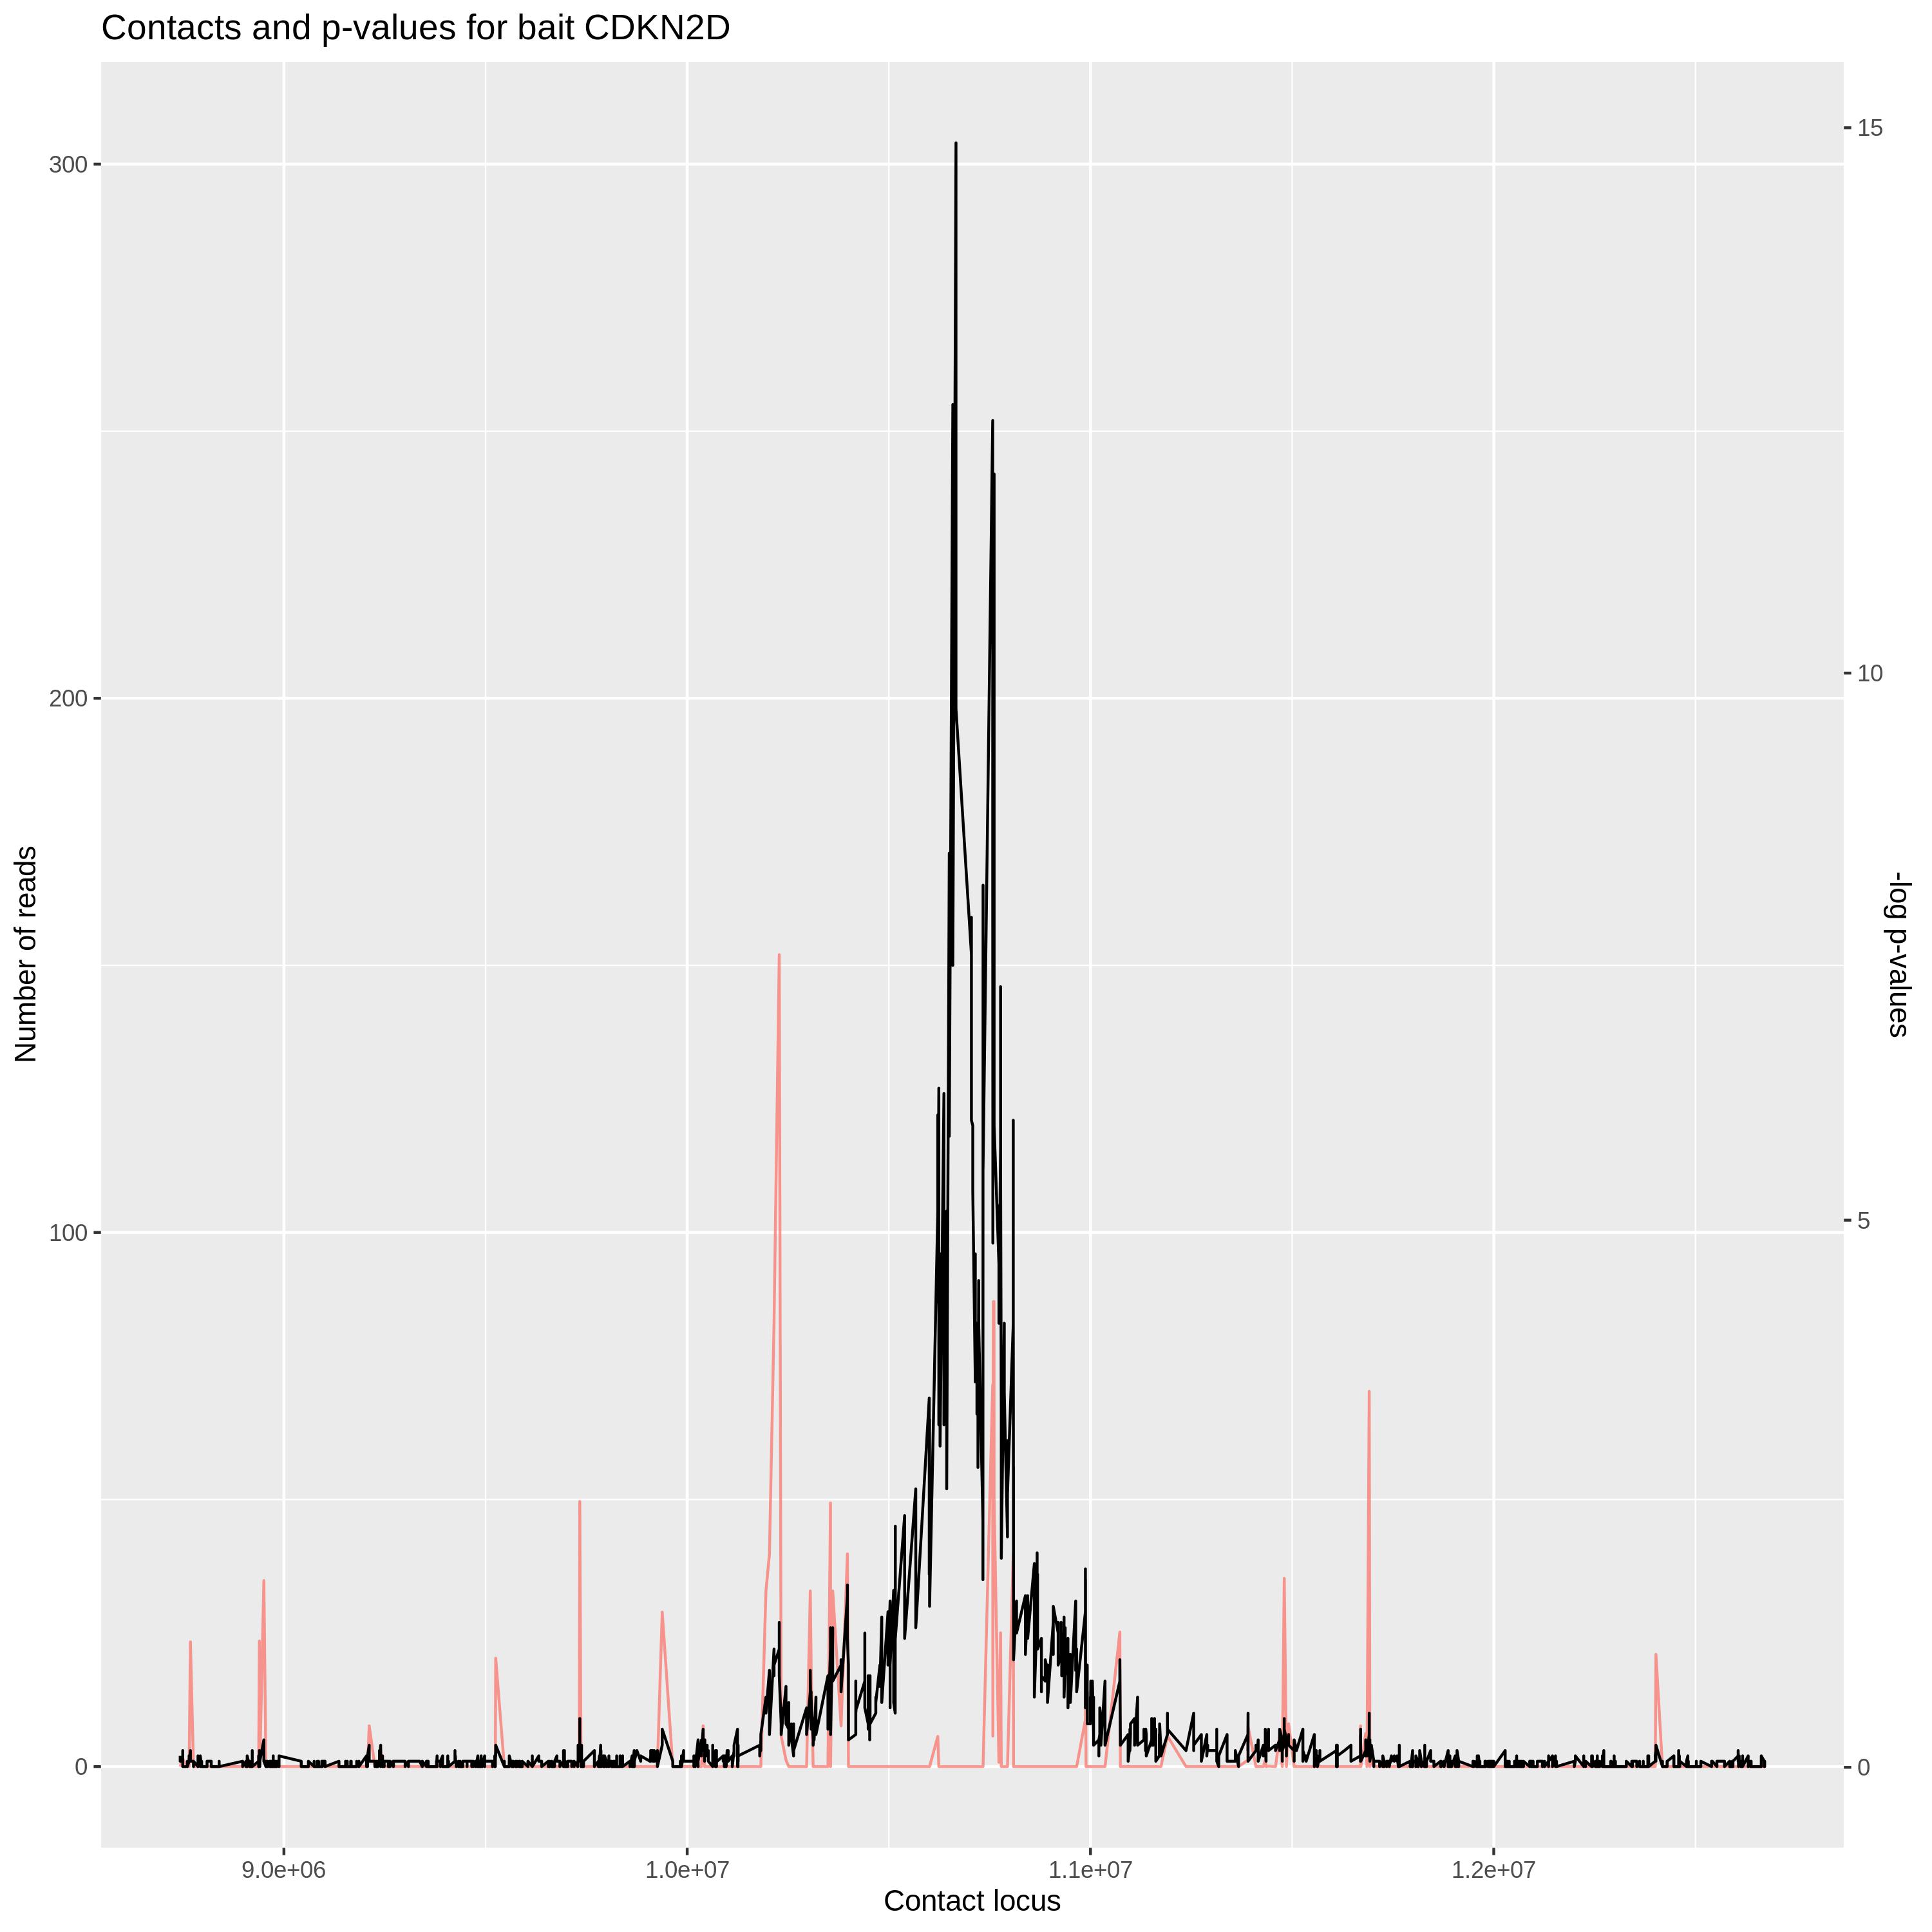 Contacts and p-values for bait CDKN2D
300
200
100
0
Number of reads
15
10
5
0
-log p-values
9.0e+06
1.0e+07
1.1e+07
1.2e+07
Contact locus